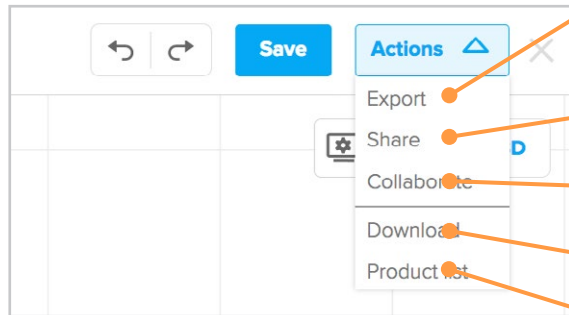 Save
Actions
Export
Share
D
Collaborate
Download
Product list